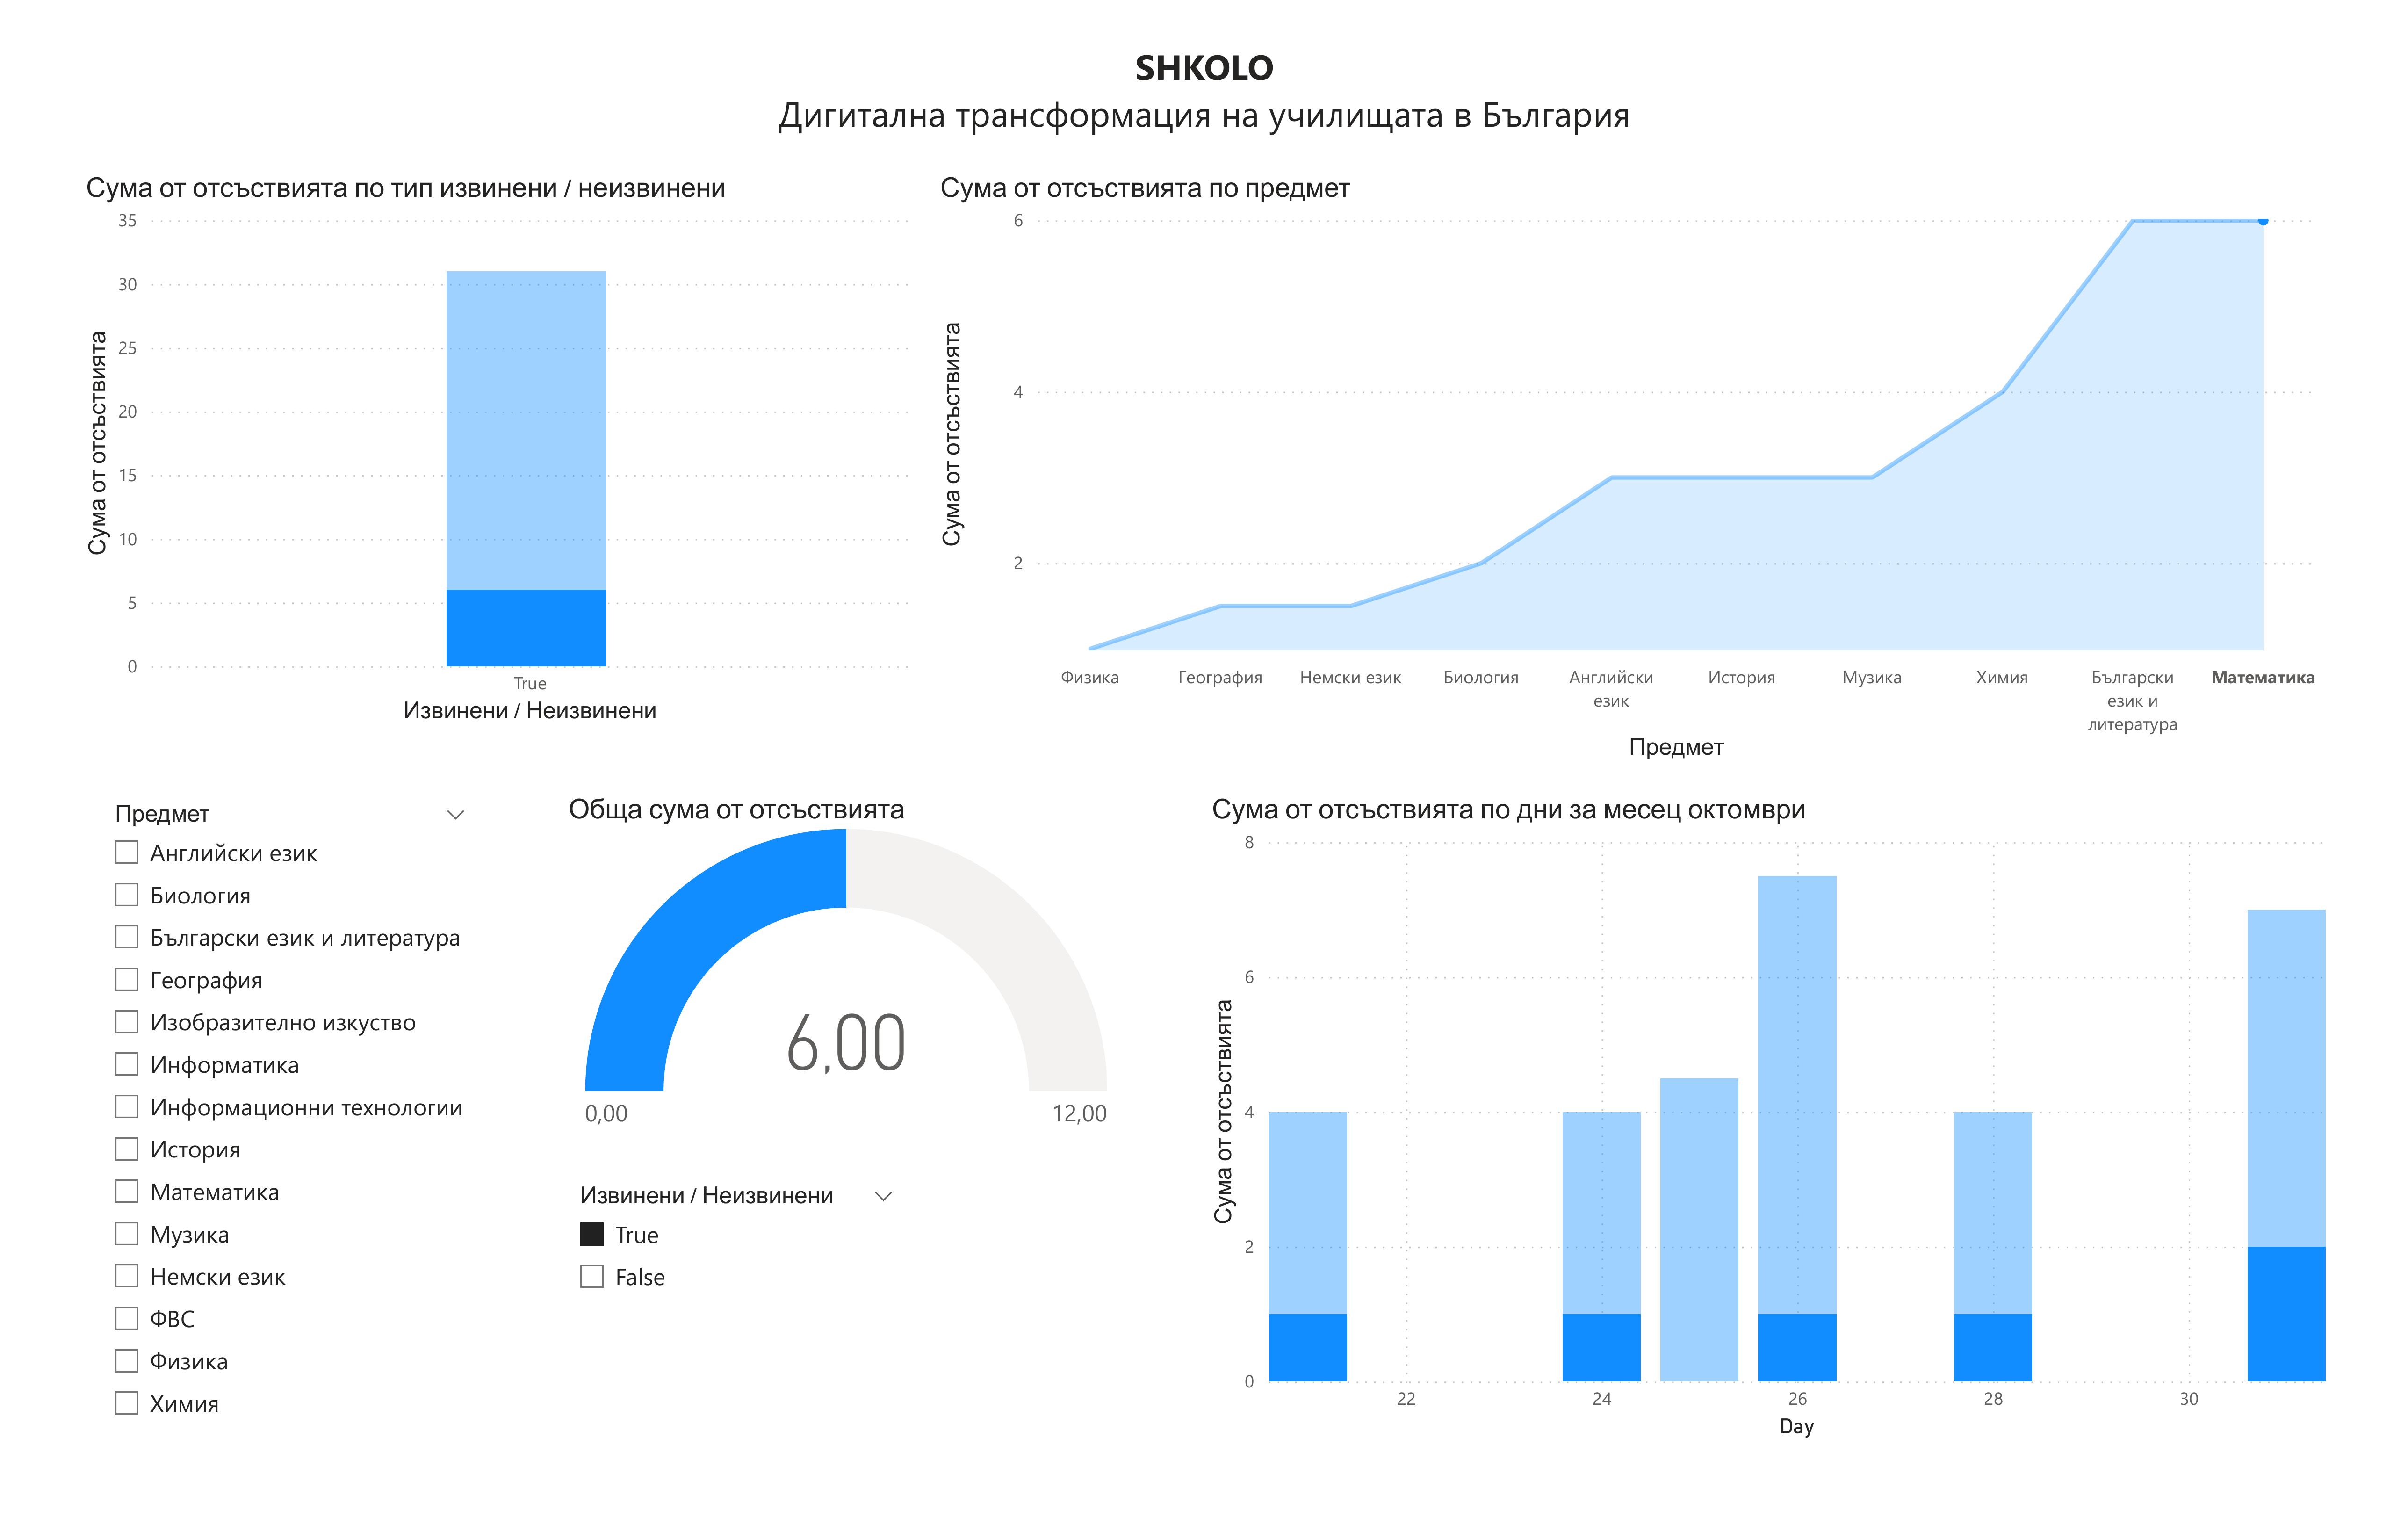 SHKOLO
Дигитална трансформация на училищата в България
Сума от отсъствията по тип извинени / неизвинени
Сума от отсъствията
35
30
25
20
15
10
5
0
True
Извинени / Неизвинени
Сума от отсъствията по предмет
Сума от отсъствията
6
4
2
Физика
География
Немски език
Биология
Английски
език
История
Музика
Химия
Български
език и
литература
Математика
Предмет
Предмет
Английски език
Биология
Български език и литература
География
Изобразително изкуство
Информатика
Информационни технологии
История
Математика
Музика
Немски език
ФВС
Физика
Химия
Обща сума от отсъствията
6,00
0,00
12,00
Извинени / Неизвинени
True
False
Сума от отсъствията по дни за месец октомври
Сума от отсъствията
8
6
4
2
0
22
24
26
28
30
Day